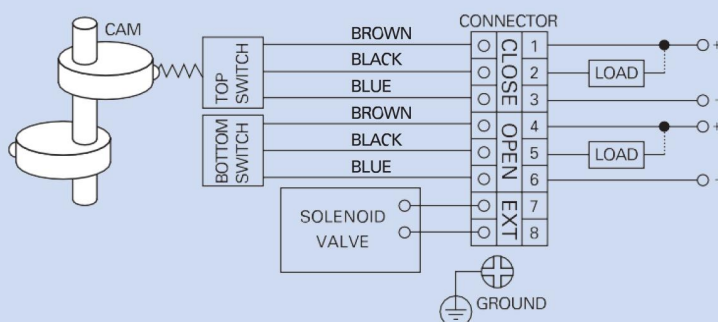 CONNECTOR
CAM
TOP
SWITCH
BROWN
BLACK
BLUE
CLOSE
1
2
3
LOAD
+
-
BOTTOM
SWITCH
BROWN
BLACK
BLUE
OPEN
4
5
6
LOAD
+
-
SOLENOID
VALVE
EXT
7
8
GROUND